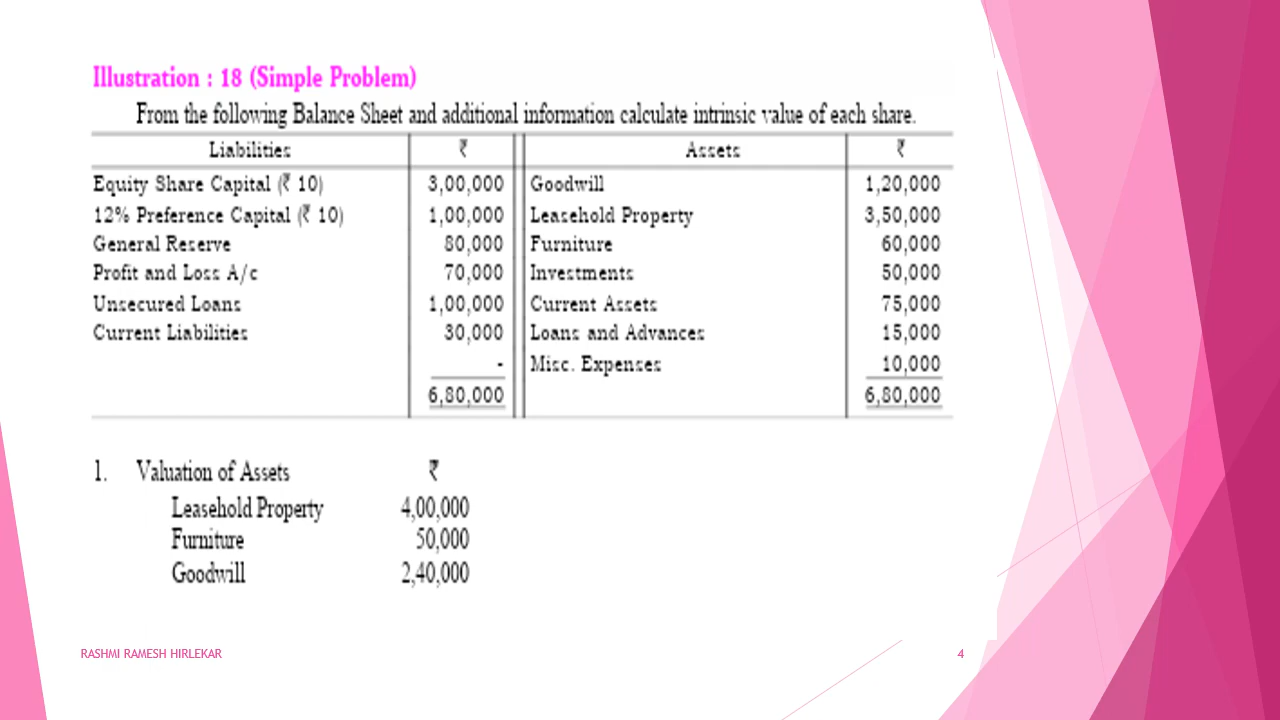 Illustration : 18 (Simple Problem)
From the following Balance Sheet and additional information calculate intrinsic value of each share.
Liabilities ₹ Assets ₹
Equity Share Capital (₹ 10) 3,00,000 Goodwill 1,20,000
12% Preference Capital (₹ 10) 1,00,000 Leasehold Property 3,50,000
General Reserve 80,000 Furniture 60,000
Profit and Loss A/c 70,000 Investments 50,000
Unsecured Loans 1,00,000 Current Assets 75,000
Current Liabilities 30,000 Loans and Advances 15,000
- Misc. Expenses 10,000
6,80,000 6,80,000
1. Valuation of Assets ₹
Leasehold Property 4,00,000
Furniture 50,000
Goodwill 2,40,000
RASHMI RAMESH HIRLEKAR 4